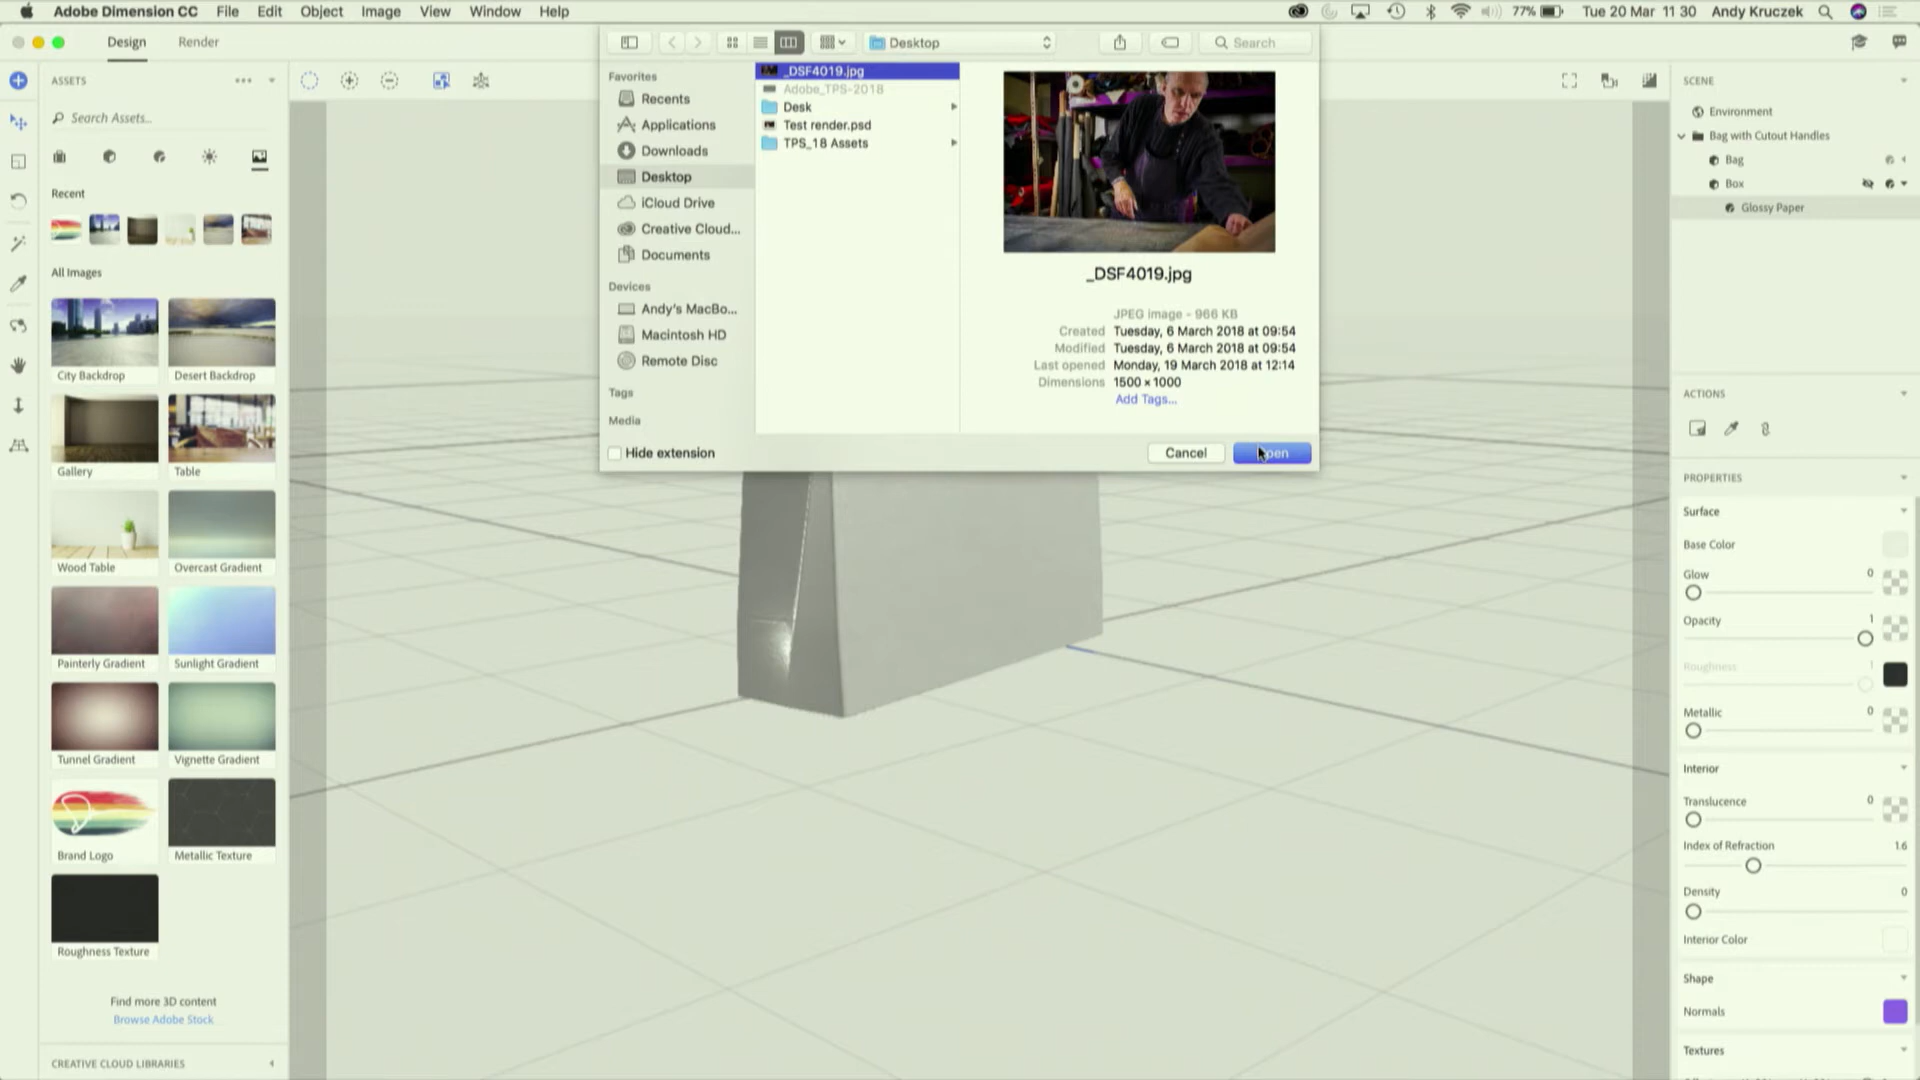 Adobe Dimension CC File Edit Object Image View Window Help 77% Tue 20 Mar 11 30 Andy Kruczek
Design Render
Desktop
Search
ASSETS
Search Assets...
Recent
All Images
City Backdrop Desert Backdrop
Gallery Table
Wood Table Overcast Gradient
Painterly Gradient Sunlight Gradient
Tunnel Gradient Vignette Gradient
Brand Logo Metallic Texture
Roughness Texture
Find more 3D content
Browse Adobe Stock
CREATIVE CLOUD LIBRARIES
Favorites
Recents
Applications
Downloads
Desktop
iCloud Drive
Creative Cloud...
Documents
Devices
Andy's MacBo...
Macintosh HD
Remote Disc
Tags
Media
_DSF4019.jpg
Adobe_TPS-2018
Desk
Test render.psd
TPS_18 Assets
_DSF4019.jpg
JPEG image - 966 KB
Created Tuesday, 6 March 2018 at 09:54
Modified Tuesday, 6 March 2018 at 09:54
Last opened Monday, 19 March 2018 at 12:14
Dimensions 1500 × 1000
Add Tags...
Hide extension
Cancel
SCENE
Environment
Bag with Cutout Handles
Bag
Box
Glossy Paper
ACTIONS
PROPERTIES
Surface
Base Color
Glow 0
Opacity 1
Roughness 1
Metallic 0
Interior
Translucence 0
Index of Refraction 1.6
Density 0
Interior Color
Shape
Normals
Textures